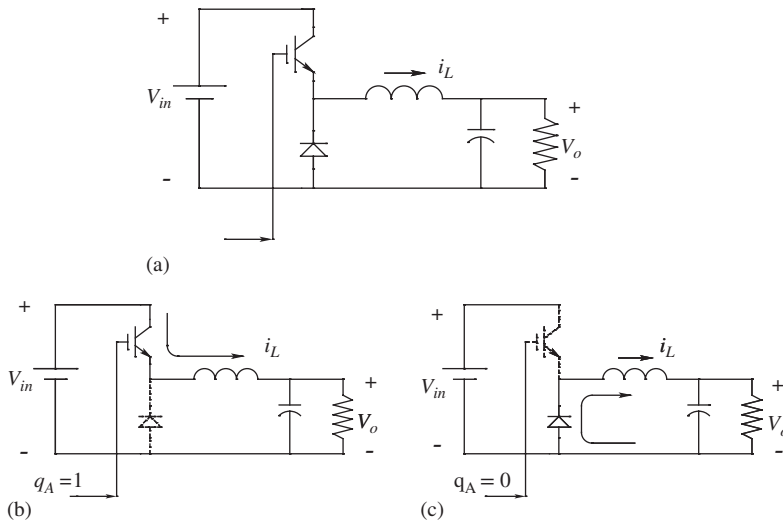 +
i_L
V_in
+
V_o
-
-
(a)
+
i_L
V_in
+
V_o
-
-
q_A = 1
(b)
+
i_L
V_in
+
V_o
-
-
q_A = 0
(c)